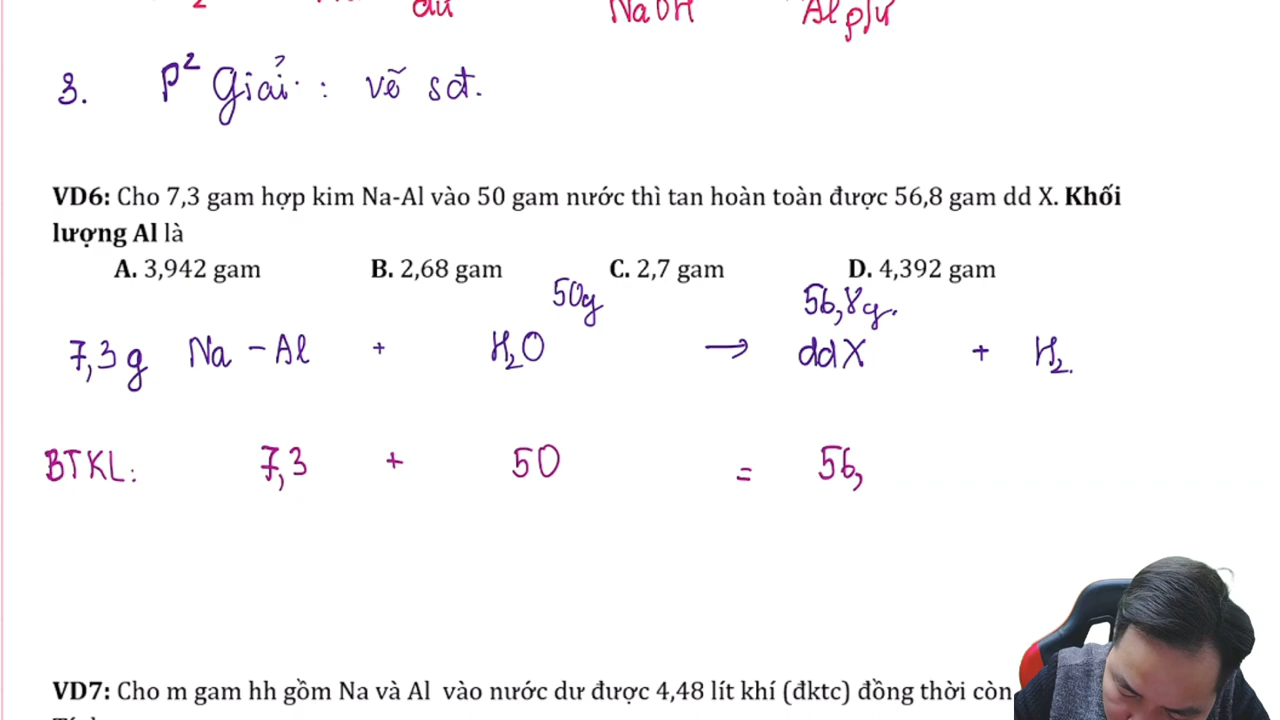 dư NaOH Al p/ư
3. P² Giải : vẽ sđ.
VD6: Cho 7,3 gam hợp kim Na-Al vào 50 gam nước thì tan hoàn toàn được 56,8 gam dd X. Khối
lượng Al là
A. 3,942 gam B. 2,68 gam C. 2,7 gam D. 4,392 gam
50g 56,8g.
7,3g Na - Al + H₂O → ddX + H₂.
BTKL: 7,3 + 50 = 56,
VD7: Cho m gam hh gồm Na và Al vào nước dư được 4,48 lít khí (đktc) đồng thời còn